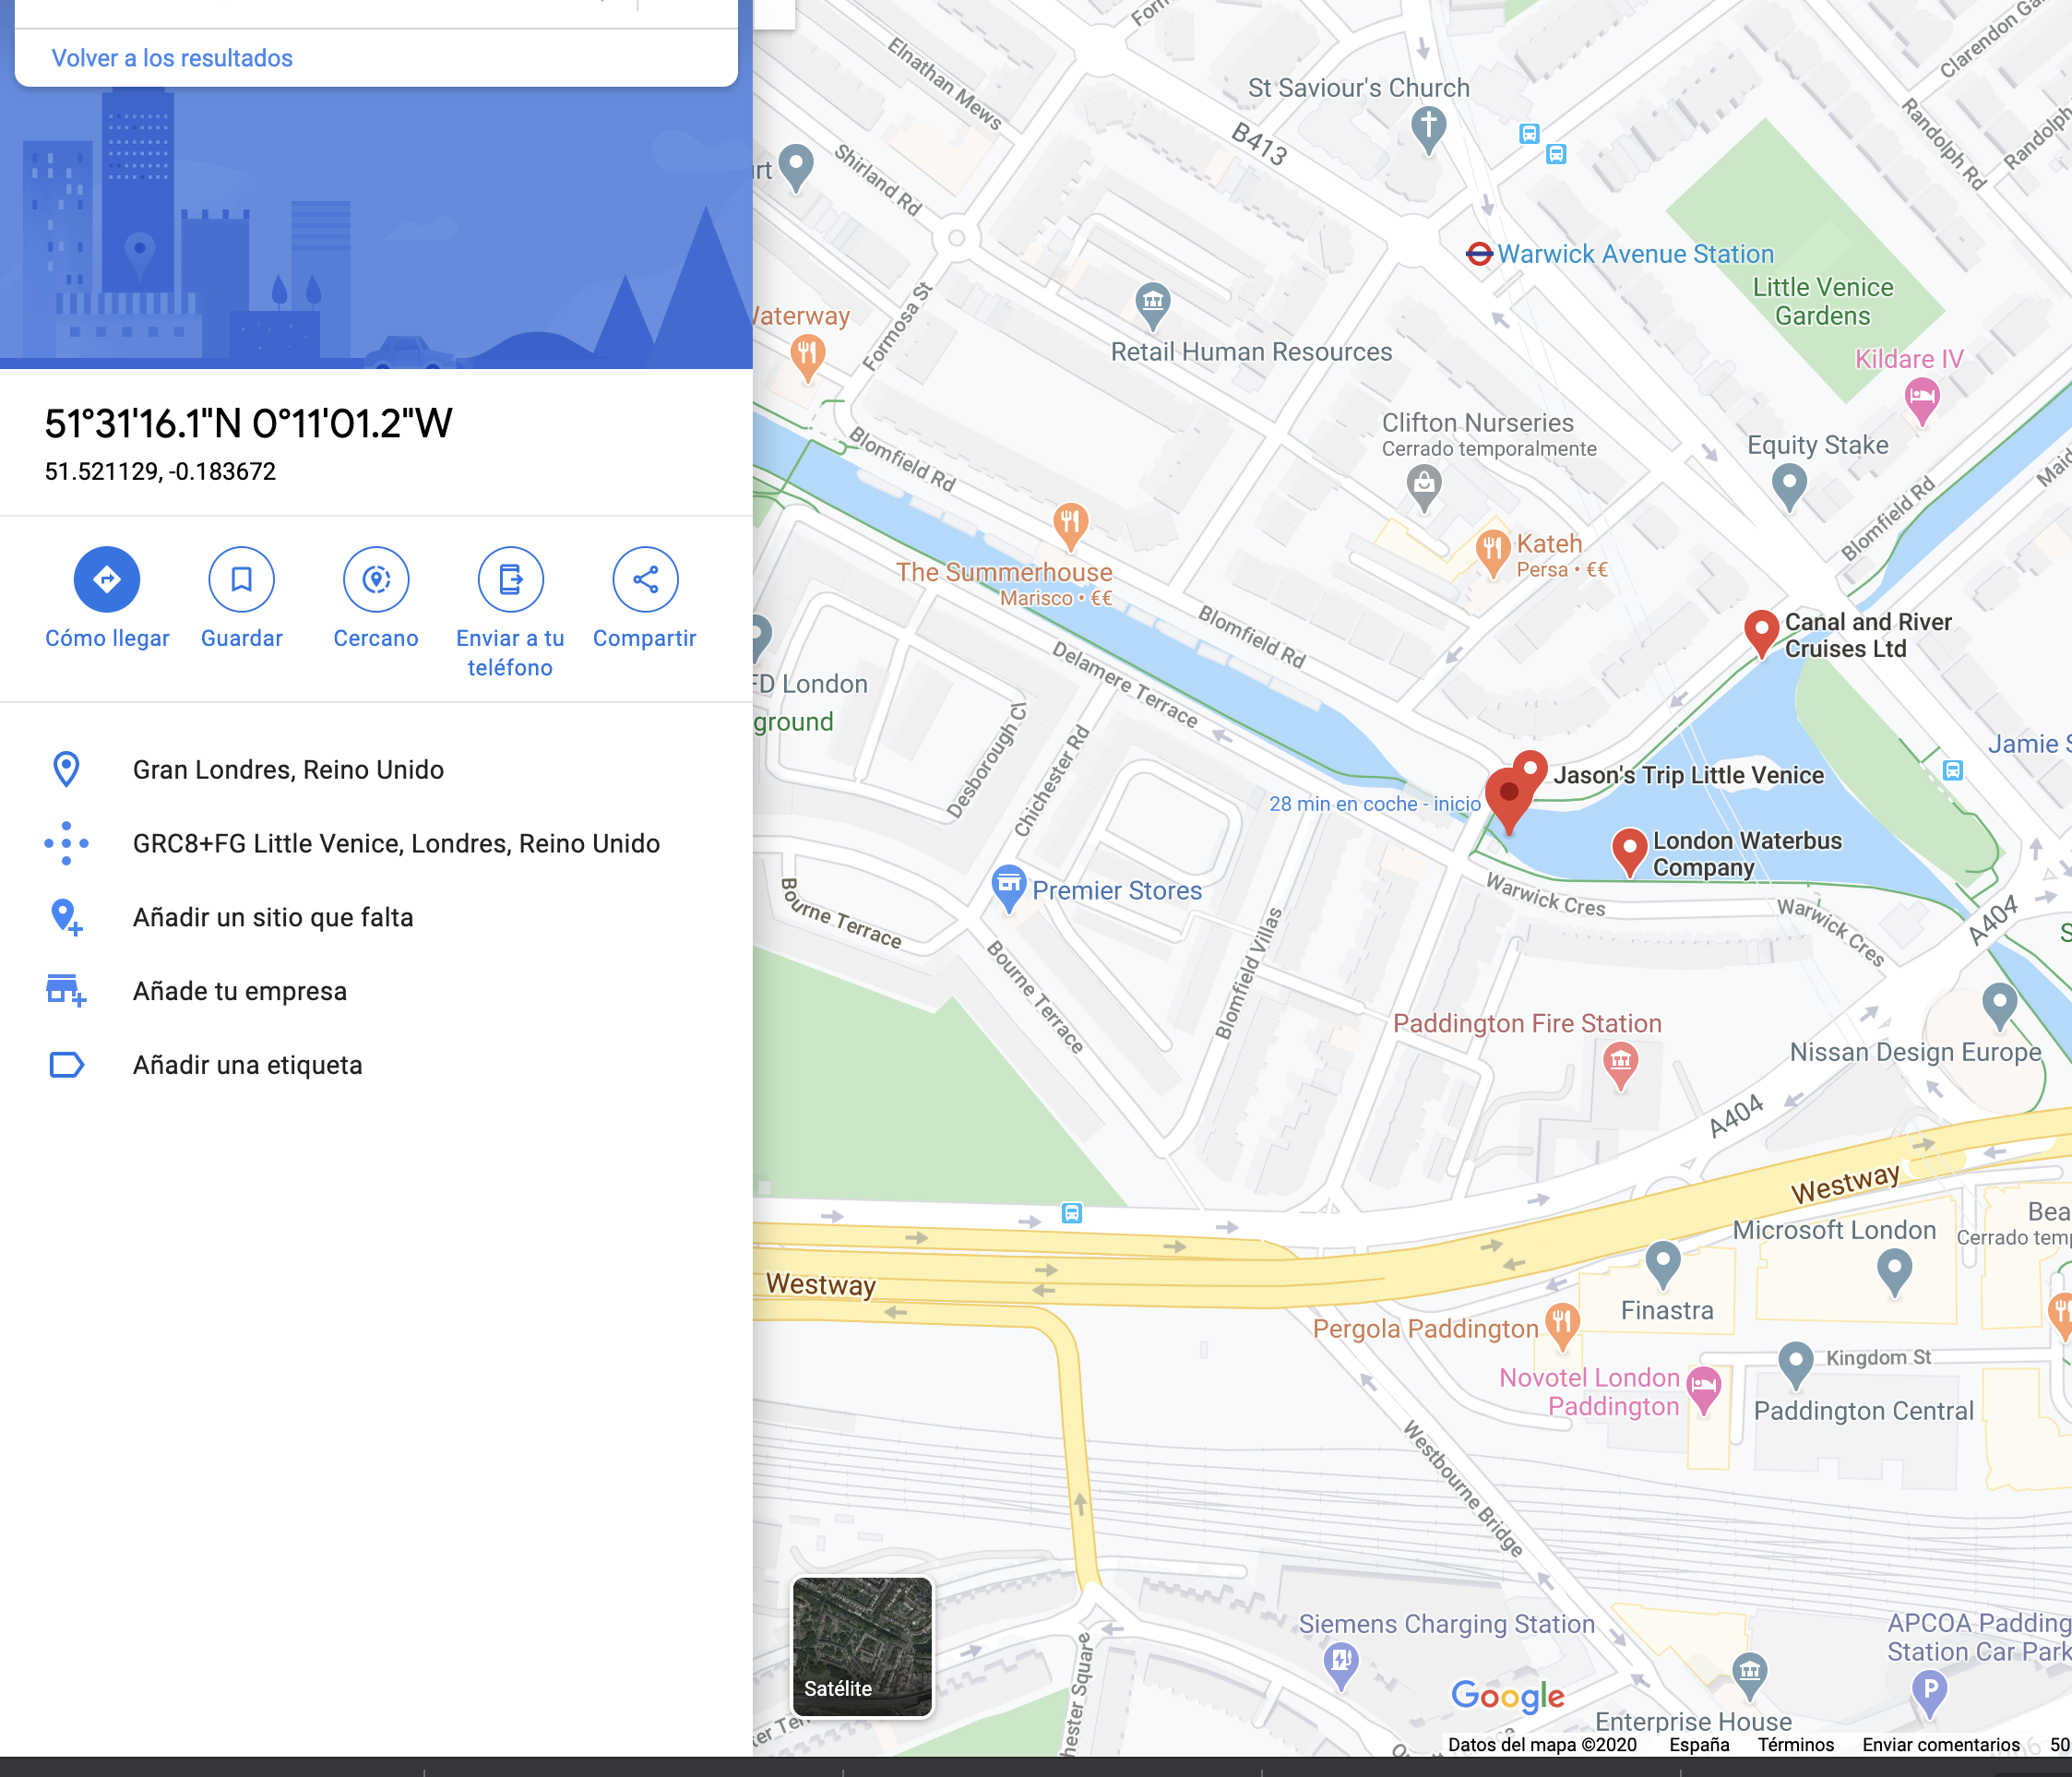 Volver a los resultados
51°31'16.1"N 0°11'01.2"W
51.521129, -0.183672
Cómo llegar
Guardar
Cercano
Enviar a tu
teléfono
Compartir
Gran Londres, Reino Unido
GRC8+FG Little Venice, Londres, Reino Unido
Añadir un sitio que falta
Añade tu empresa
Añadir una etiqueta
Elnathan Mews
St Saviour's Church
Clarendon
B413
Shirland Rd
Randolph Rd
Randolph
Warwick Avenue Station
Little Venice
Gardens
Formosa St
Retail Human Resources
Kildare IV
Clifton Nurseries
Cerrado temporalmente
Equity Stake
Blomfield Rd
Blomfield Rd
Kateh
Persa • €€
The Summerhouse
Marisco • €€
Blomfield Rd
Canal and River
Cruises Ltd
Delamere Terrace
London
Desborough Cl
Chichester Rd
Jamie
Jason's Trip Little Venice
28 min en coche - inicio
London Waterbus
Company
Premier Stores
Warwick Cres
Warwick Cres
A404
Bourne Terrace
Bourne Terrace
Blomfield Villas
Paddington Fire Station
Nissan Design Europe
A404
Westway
Microsoft London
Westway
Finastra
Pergola Paddington
Kingdom St
Novotel London
Paddington
Paddington Central
Westbourne Bridge
Siemens Charging Station
APCOA Padding
Station Car Park
Satélite
Google
Enterprise House
Datos del mapa ©2020 España Términos Enviar comentarios 50